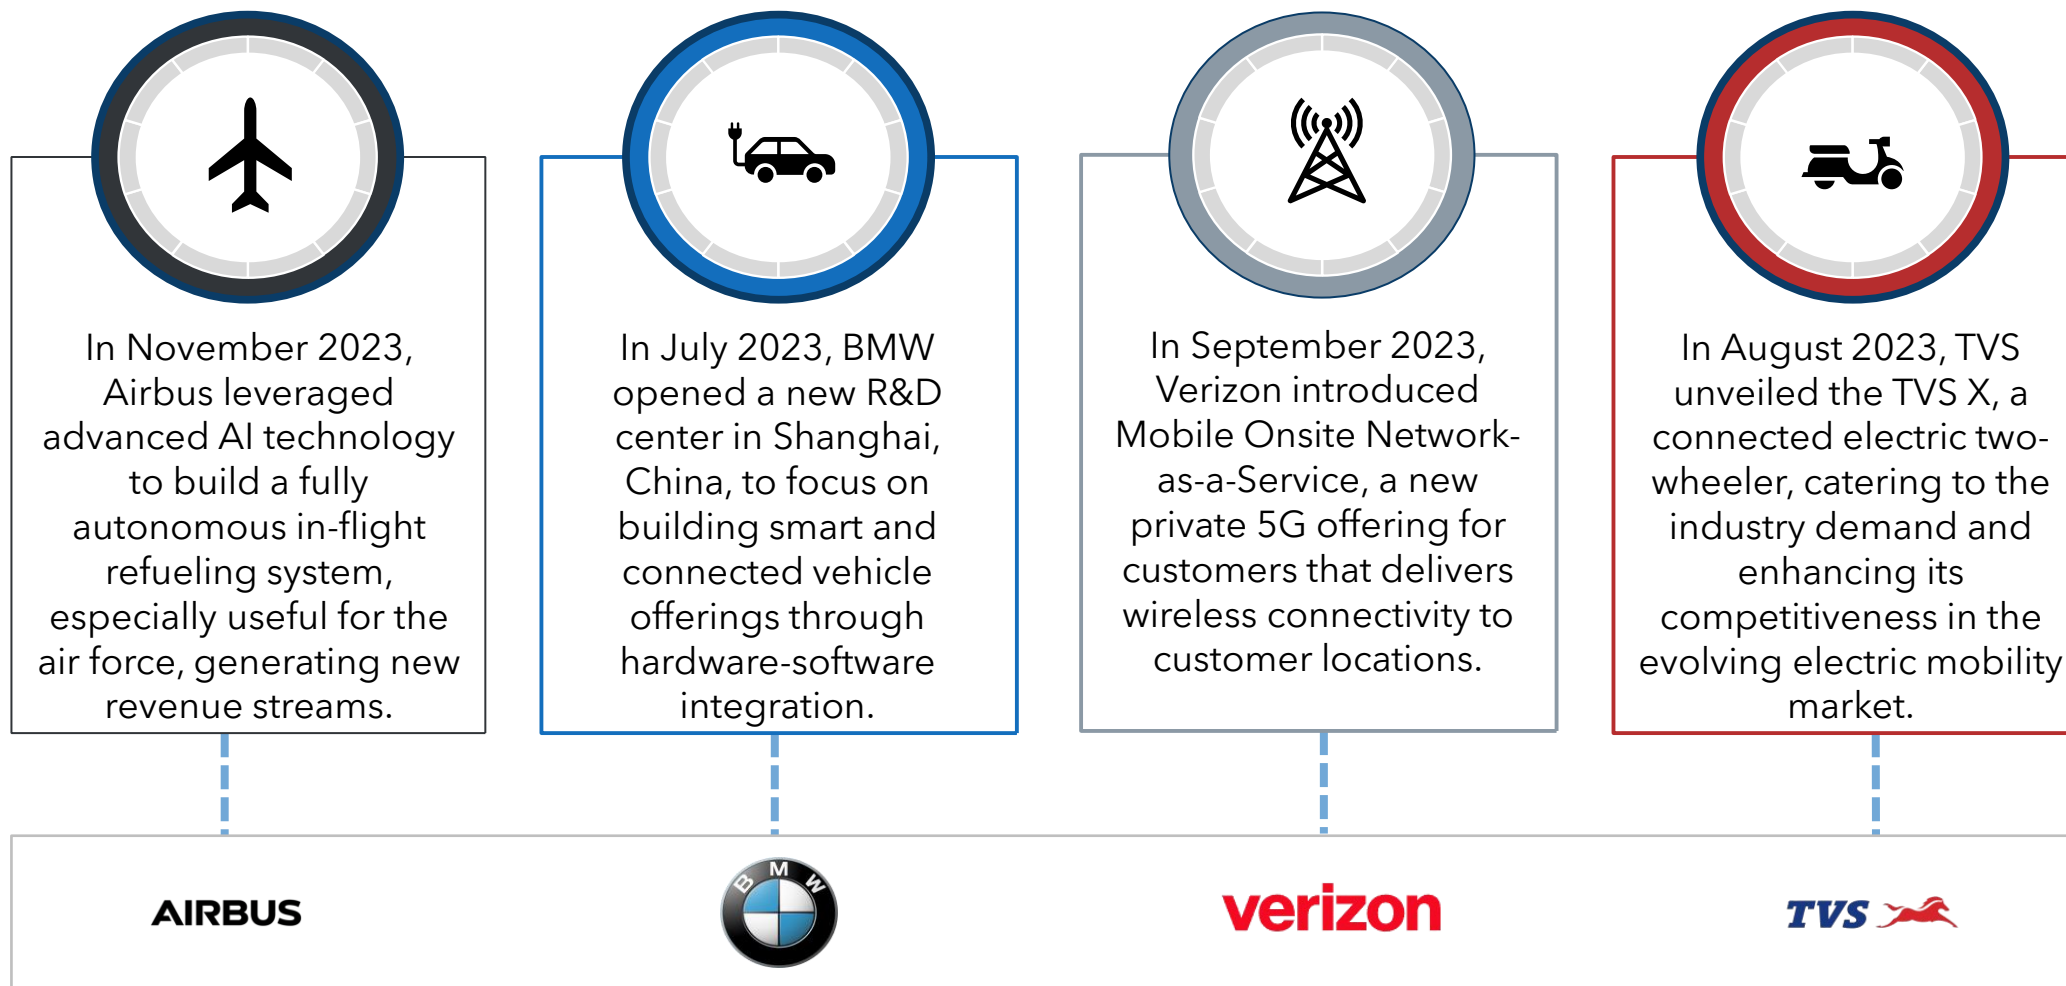 In November 2023,
Airbus leveraged
advanced AI technology
to build a fully
autonomous in-flight
refueling system,
especially useful for the
air force, generating new
revenue streams.
In July 2023, BMW
opened a new R&D
center in Shanghai,
China, to focus on
building smart and
connected vehicle
offerings through
hardware-software
integration.
In September 2023,
Verizon introduced
Mobile Onsite Network-
as-a-Service, a new
private 5G offering for
customers that delivers
wireless connectivity to
customer locations.
In August 2023, TVS
unveiled the TVS X, a
connected electric two-
wheeler, catering to the
industry demand and
enhancing its
competitiveness in the
evolving electric mobility
market.
AIRBUS
BMW
verizon
TVS